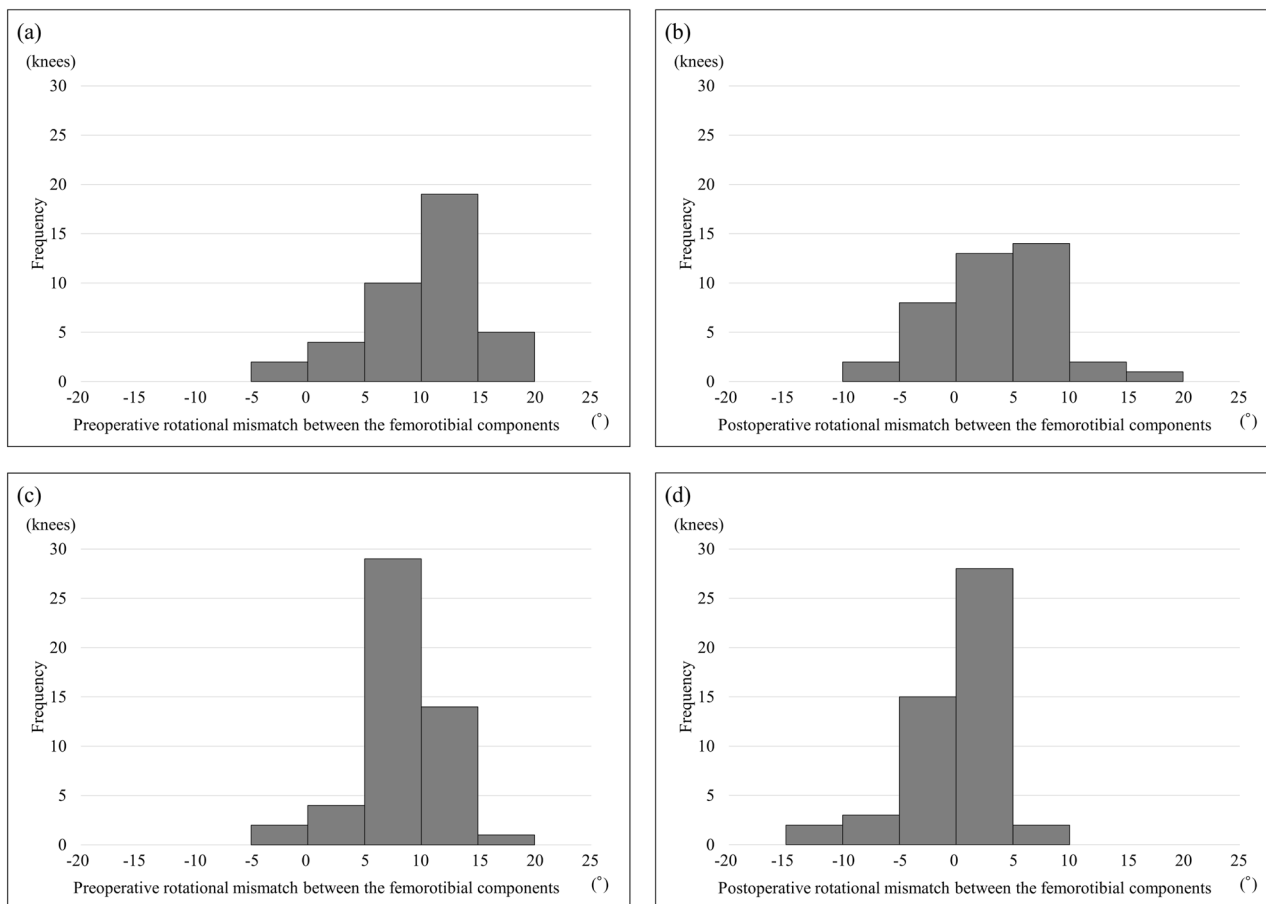 (a)
(knees)
30
25
20
15
10
5
0
Frequency
-20 -15 -10 -5 0 5 10 15 20 25
Preoperative rotational mismatch between the femorotibial components (°)
(b)
(knees)
30
25
20
15
10
5
0
Frequency
-20 -15 -10 -5 0 5 10 15 20 25
Postoperative rotational mismatch between the femorotibial components (°)
(c)
(knees)
30
25
20
15
10
5
0
Frequency
-20 -15 -10 -5 0 5 10 15 20 25
Preoperative rotational mismatch between the femorotibial components (°)
(d)
(knees)
30
25
20
15
10
5
0
Frequency
-20 -15 -10 -5 0 5 10 15 20 25
Postoperative rotational mismatch between the femorotibial components (°)